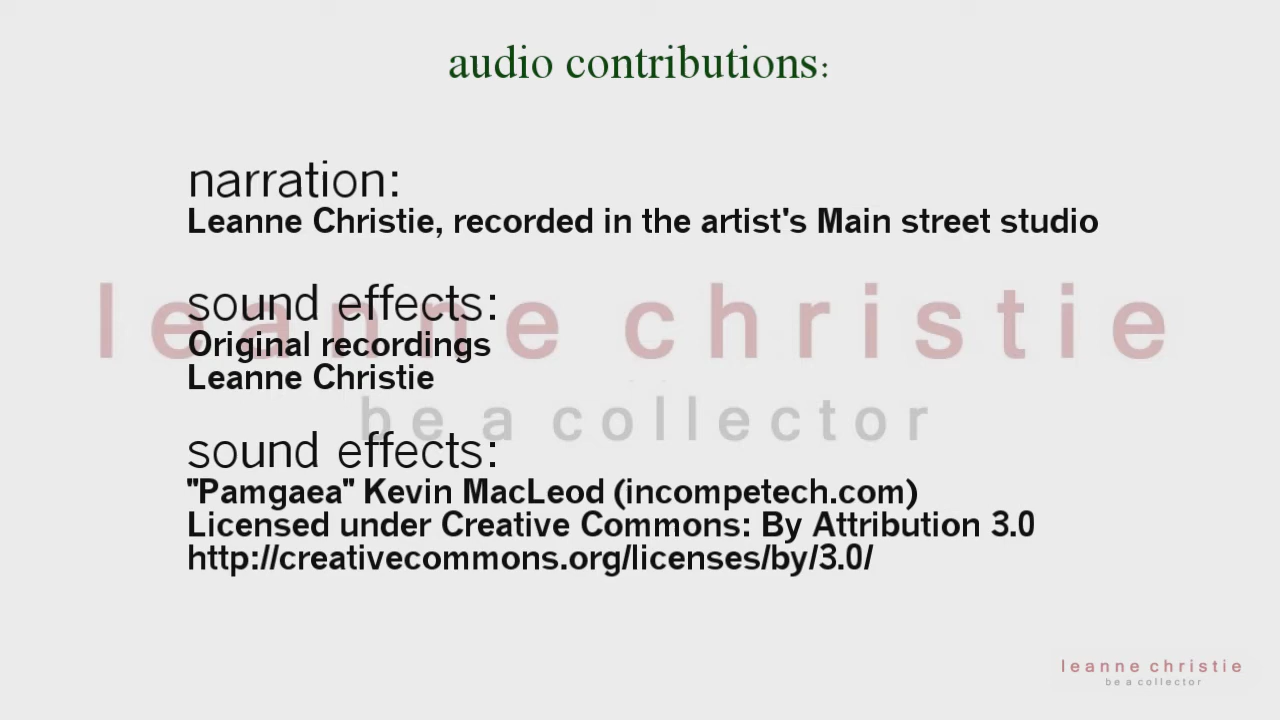 audio contributions:
narration:
Leanne Christie, recorded in the artist's Main street studio
sound effects:
leanne christie
Original recordings
Leanne Christie
be a collector
sound effects:
"Pamgaea" Kevin MacLeod (incompetech.com)
Licensed under Creative Commons: By Attribution 3.0
http://creativecommons.org/licenses/by/3.0/
leanne christie
be a collector